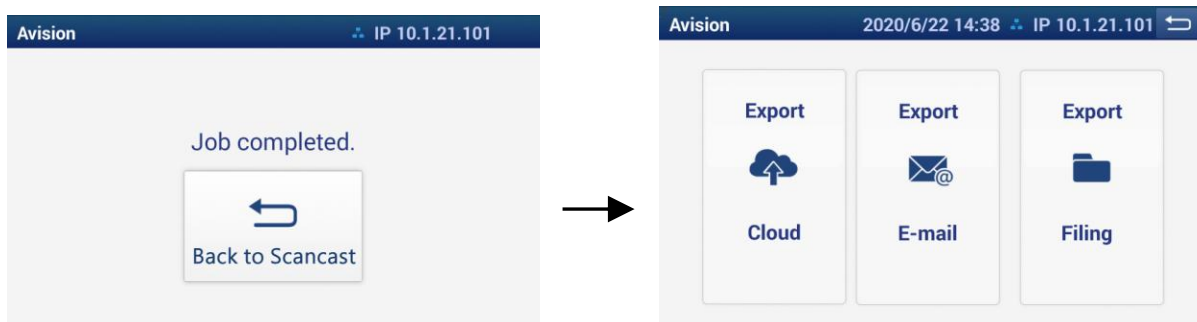 Avision IP 10.1.21.101
Job completed.
Back to Scancast
Avision 2020/6/22 14:38 IP 10.1.21.101
Export Export Export
@
Cloud E-mail Filing